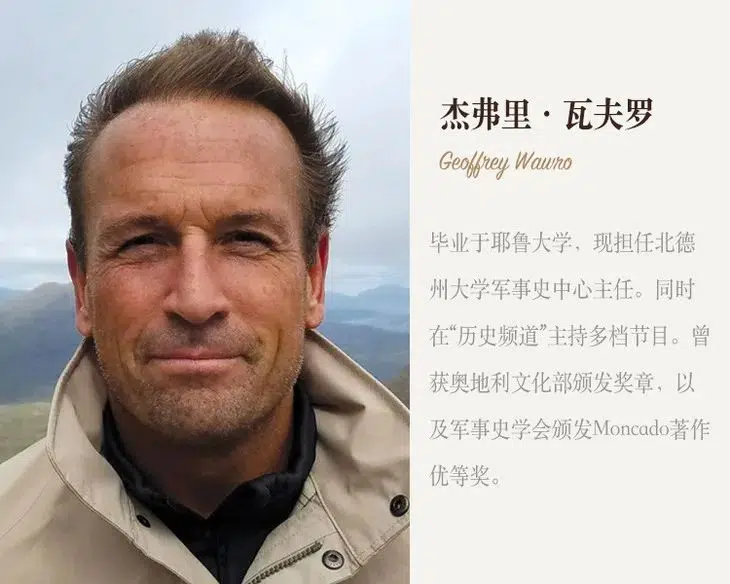 杰弗里·瓦夫罗
Geoffrey Wawro
毕业于耶鲁大学，现担任北德
州大学军事史中心主任。同时
在“历史频道”主持多档节目。曾
获奥地利文化部颁发奖章，以
及军事史学会颁发Moncado著作
优等奖。